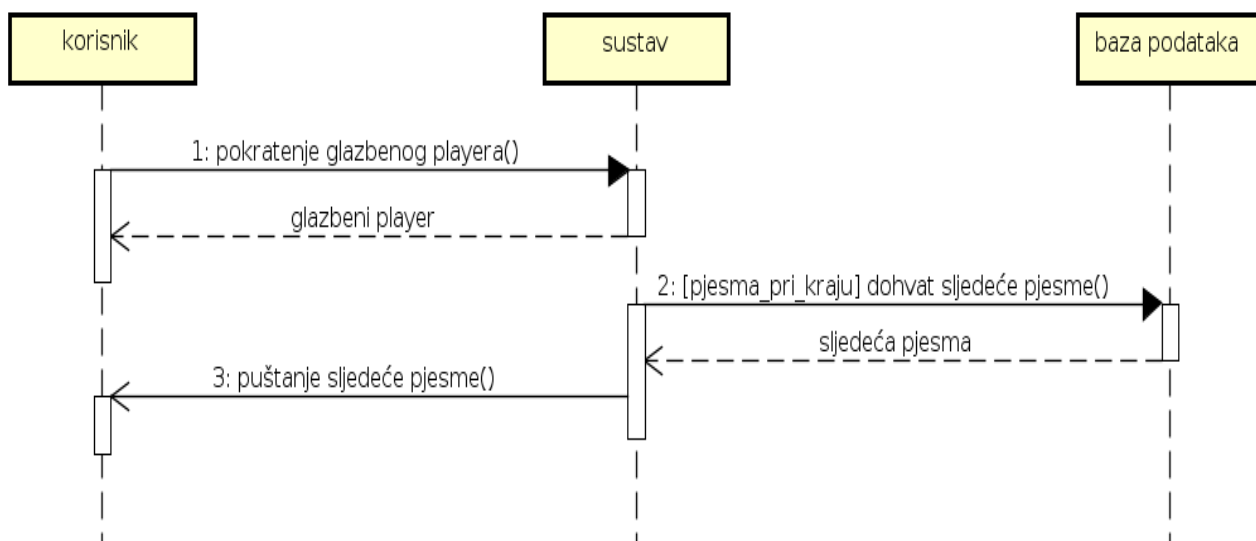 korisnik
sustav
baza podataka
1: pokratenje glazbenog playera()
glazbeni player
2: [pjesma_pri_kraju] dohvat sljedeće pjesme()
sljedeća pjesma
3: puštanje sljedeće pjesme()